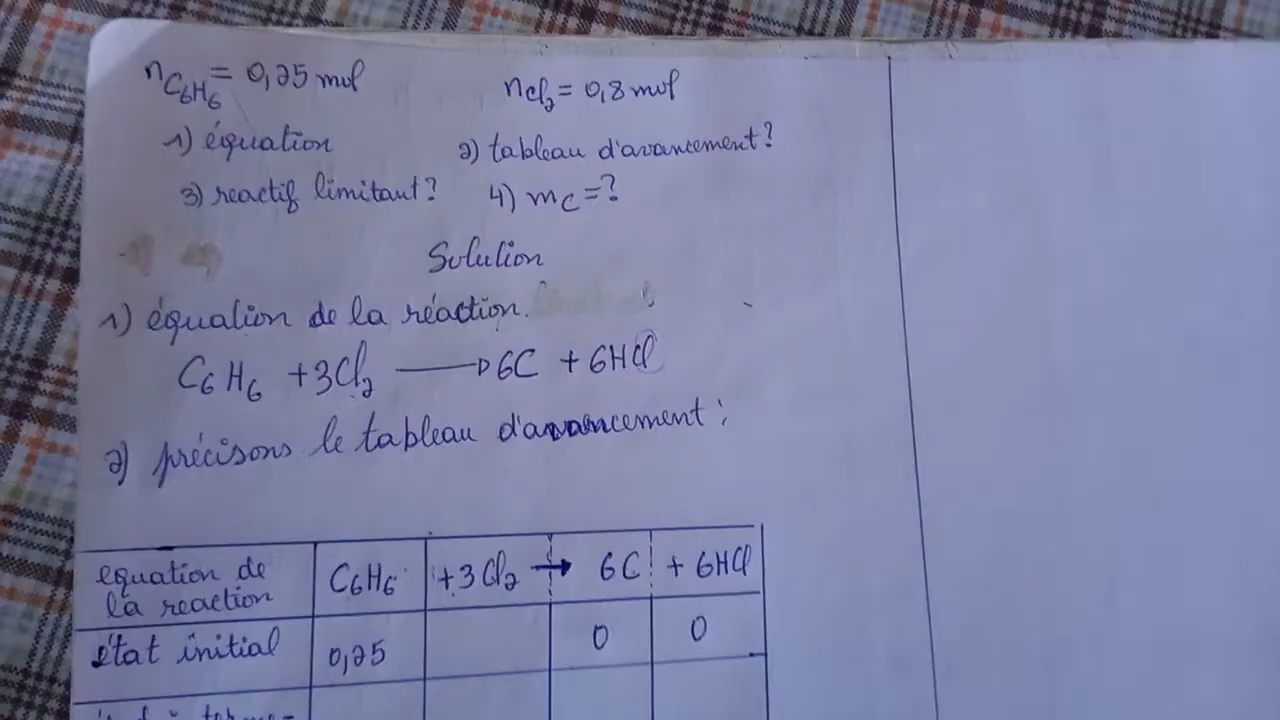 nC₆H₆ = 0,25 mol nCl₂ = 0,8 mol
1) équation 2) tableau d'avancement?
3) reactif limitant? 4) mC = ?
Solution
1) équation de la réaction.
C₆H₆ + 3Cl₂ → 6C + 6HCl
2) précisons le tableau d'avancement:
equation de la reaction C₆H₆ + 3Cl₂ → 6C + 6HCl
état initial 0,25 0 0